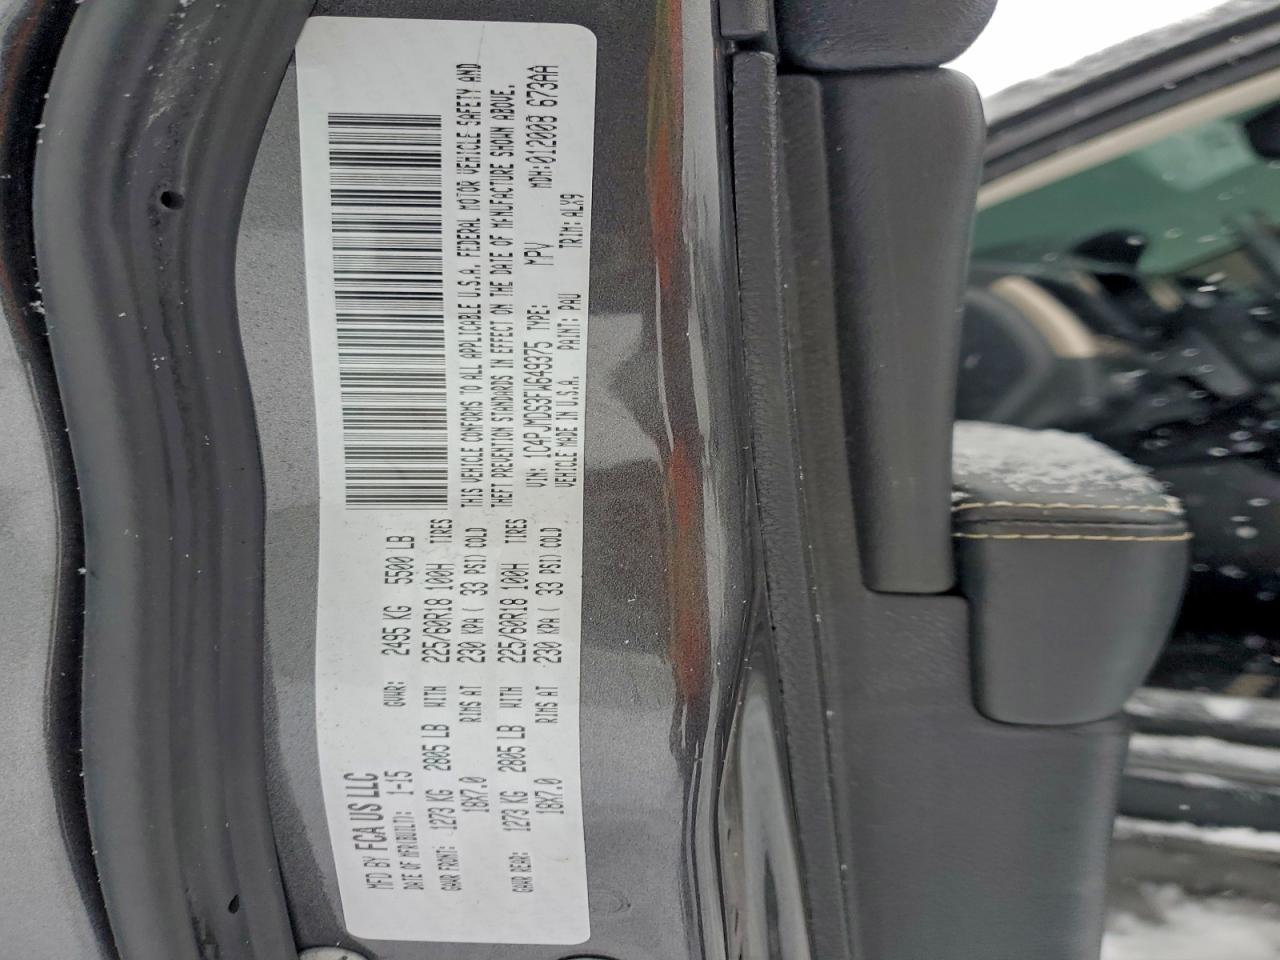 MFD BY FCA US LLC
DATE OF MFR(BUILT): 1-15 GVWR: 2495 KG 5500 LB
GAWR FRONT: 1273 KG 2805 LB WITH 225/60R18 100H TIRES
18X7.0 RIMS AT 230 KPA ( 33 PSI) COLD
GAWR REAR: 1273 KG 2805 LB WITH 225/60R18 100H TIRES
18X7.0 RIMS AT 230 KPA ( 33 PSI) COLD
THIS VEHICLE CONFORMS TO ALL APPLICABLE U.S.A. FEDERAL MOTOR VEHICLE SAFETY AND
THEFT PREVENTION STANDARDS IN EFFECT ON THE DATE OF MANUFACTURE SHOWN ABOVE.
VIN: 1C4PJMDS3FW649375 TYPE: MPV MDH:012008 673AA
VEHICLE MADE IN U.S.A. PAINT: PAU TRIM: ALX9